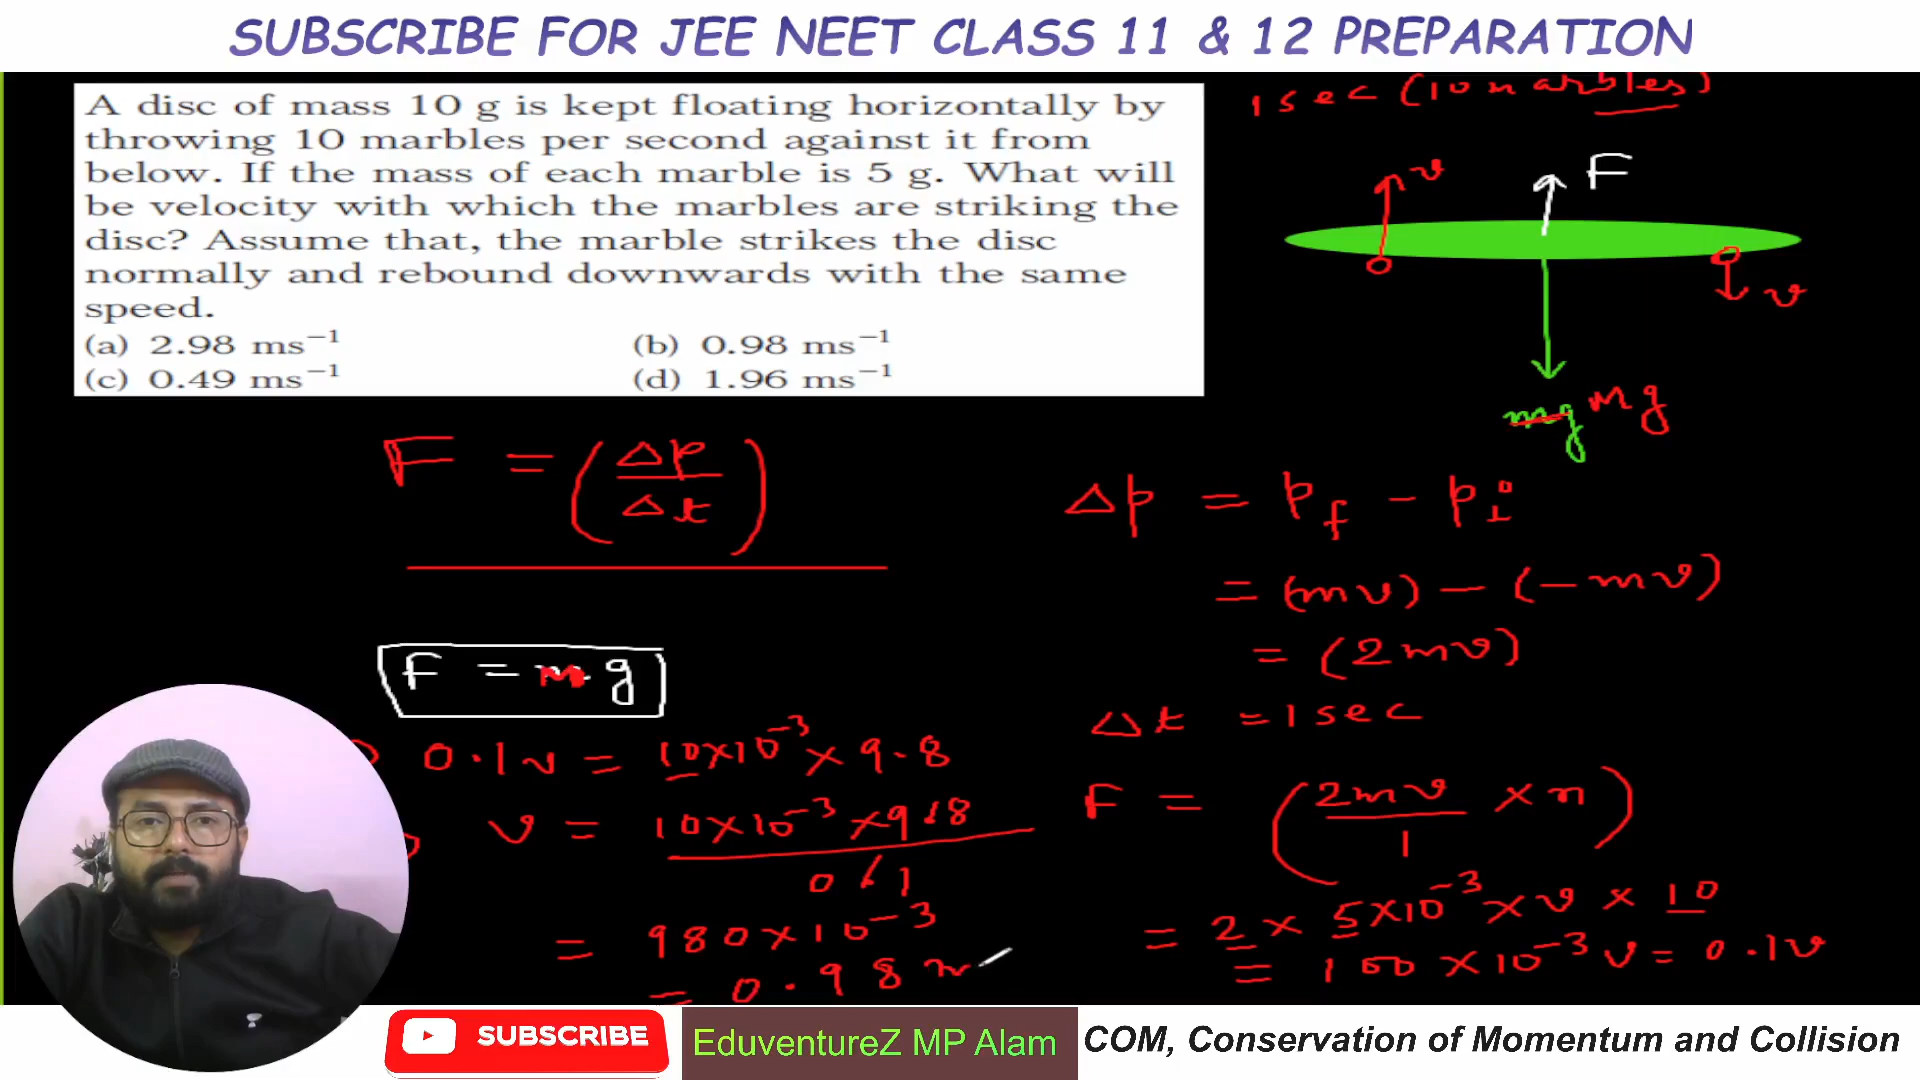 SUBSCRIBE FOR JEE NEET CLASS 11 & 12 PREPARATION
A disc of mass 10 g is kept floating horizontally by
throwing 10 marbles per second against it from
below. If the mass of each marble is 5 g. What will
be velocity with which the marbles are striking the
disc? Assume that, the marble strikes the disc
normally and rebound downwards with the same
speed.
(a) 2.98 ms⁻¹ (b) 0.98 ms⁻¹
(c) 0.49 ms⁻¹ (d) 1.96 ms⁻¹
1 sec (10 marbles)
v
F
v
mg mg
F = (Δp/Δt)
Δp = pf - pi
= (mv) - (-mv)
= (2mv)
Δt = 1 sec
F = (2mv/1 × n)
= 2 × 5×10⁻³ × v × 10
= 100 × 10⁻³ v = 0.1v
F = mg
0.1v = 10×10⁻³ × 9.8
v = 10×10⁻³ × 9.8 / 0.1
= 980×10⁻³
= 0.98
SUBSCRIBE
EduventureZ MP Alam
COM, Conservation of Momentum and Collision